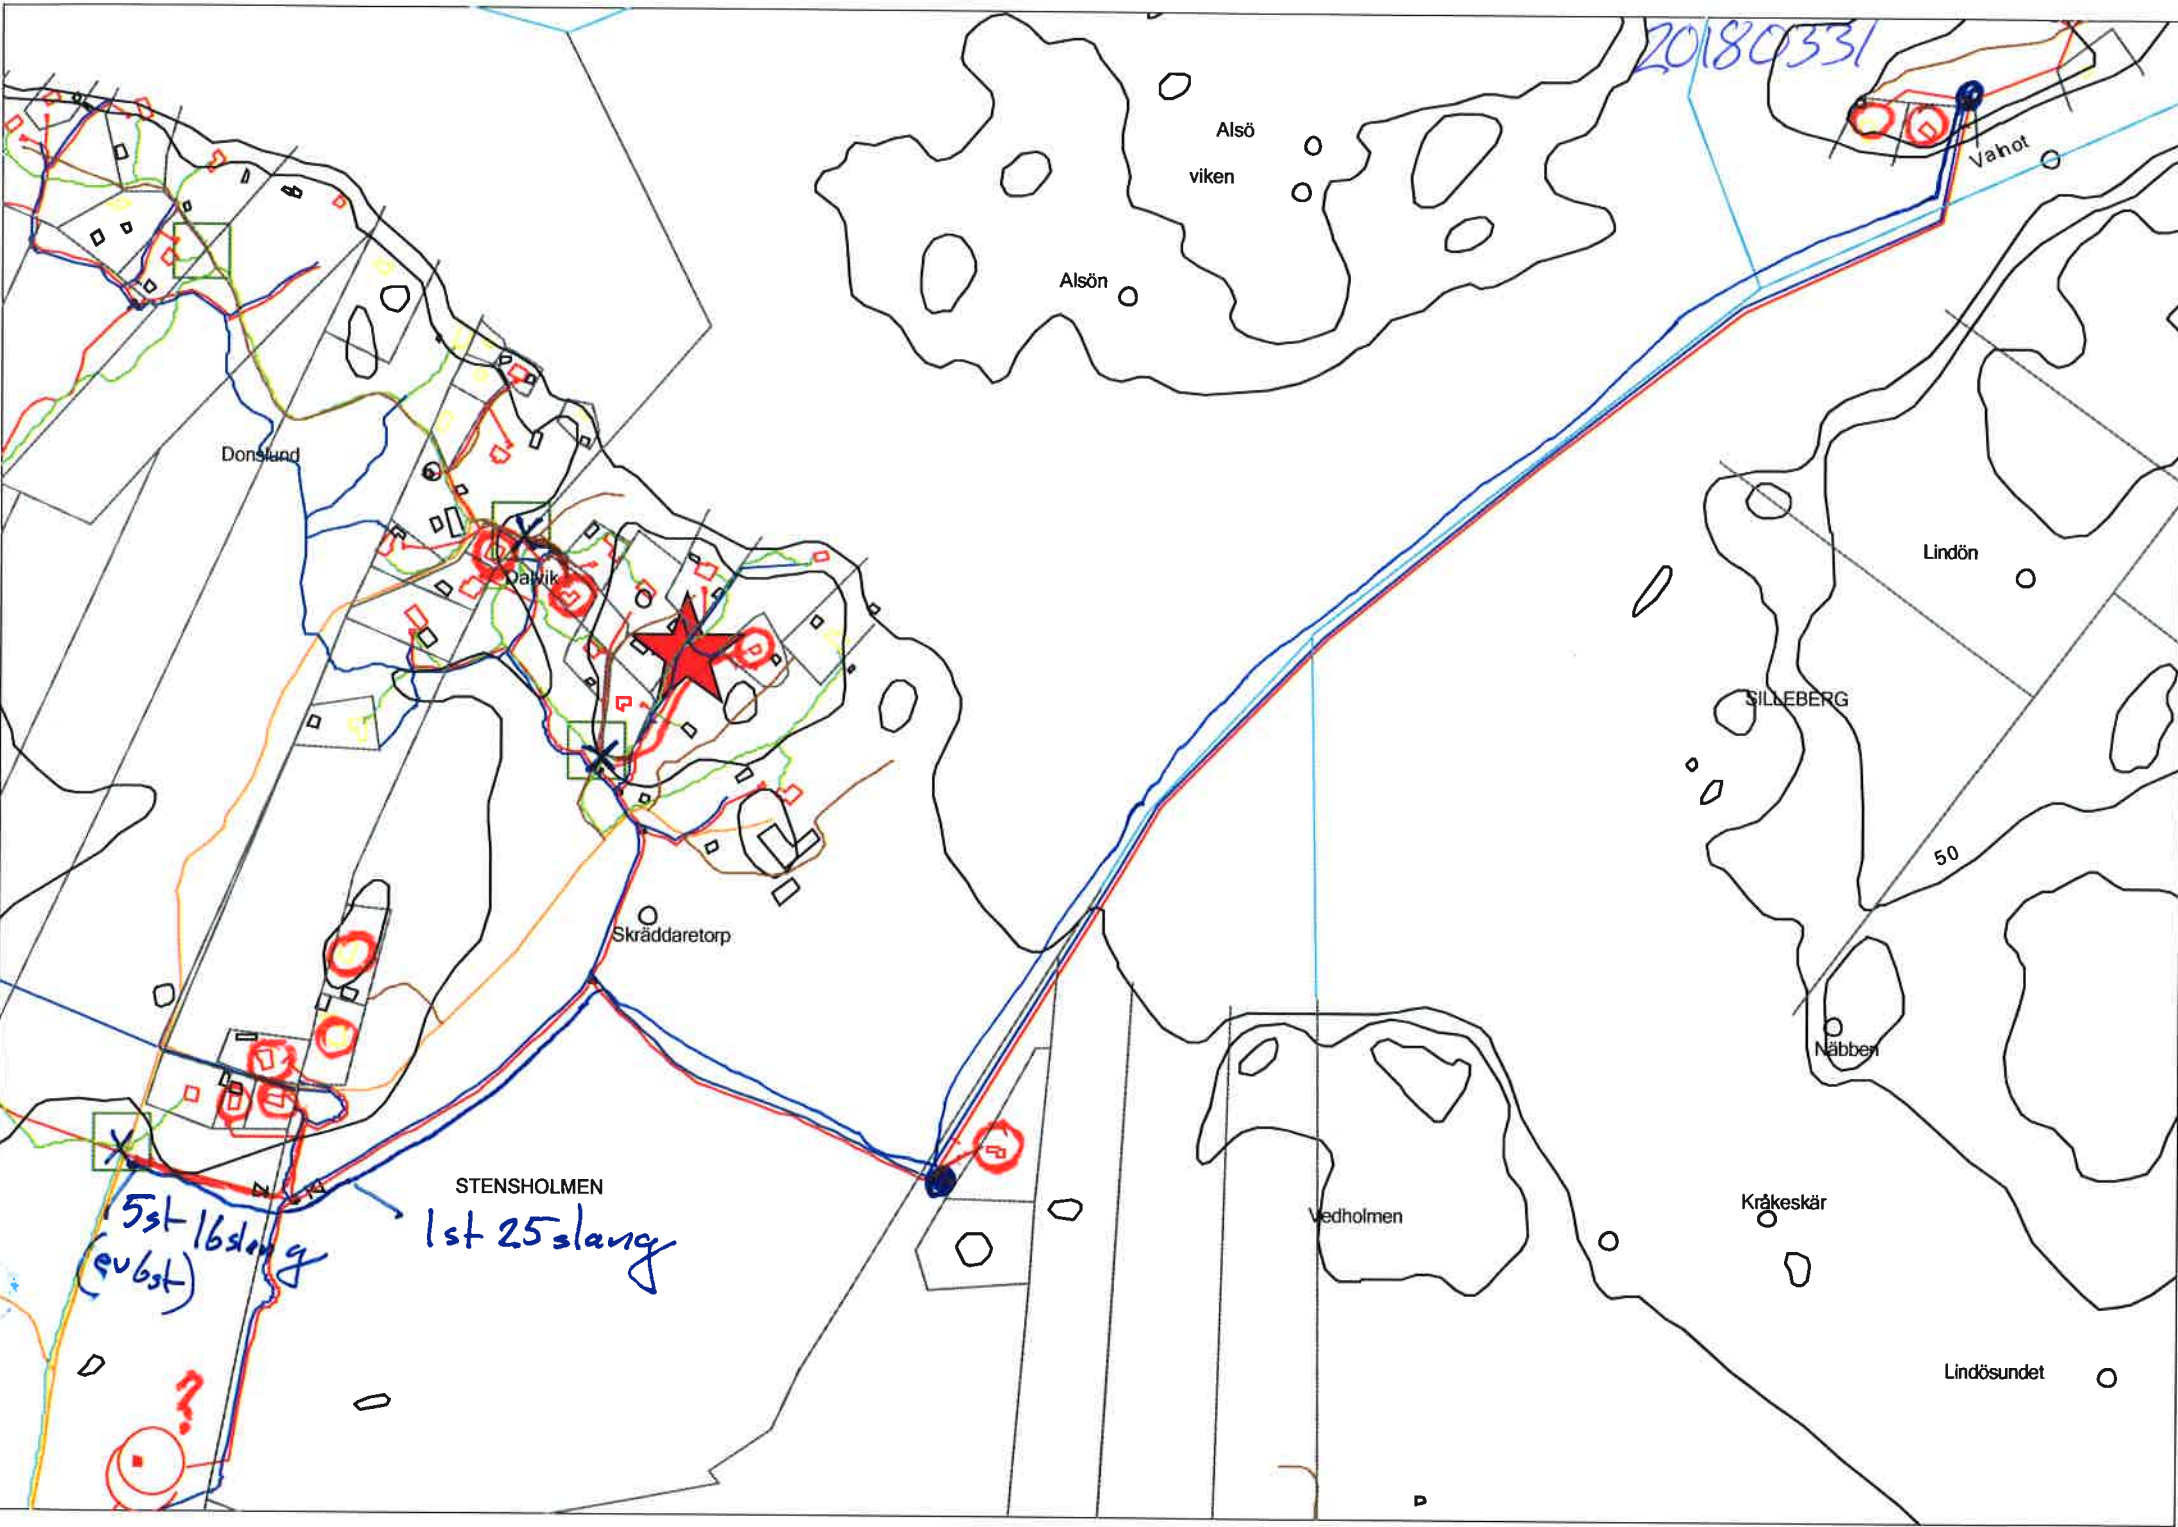 20180331
Alsö
viken
Valnot
Alsön
Donslund
Lindön
Dalvik
SILLEBERG
50
Skräddaretorp
Näbben
STENSHOLMEN
5st 16slang
(ev 6st)
1st 25slang
Vedholmen
Kråkeskär
Lindösundet
?